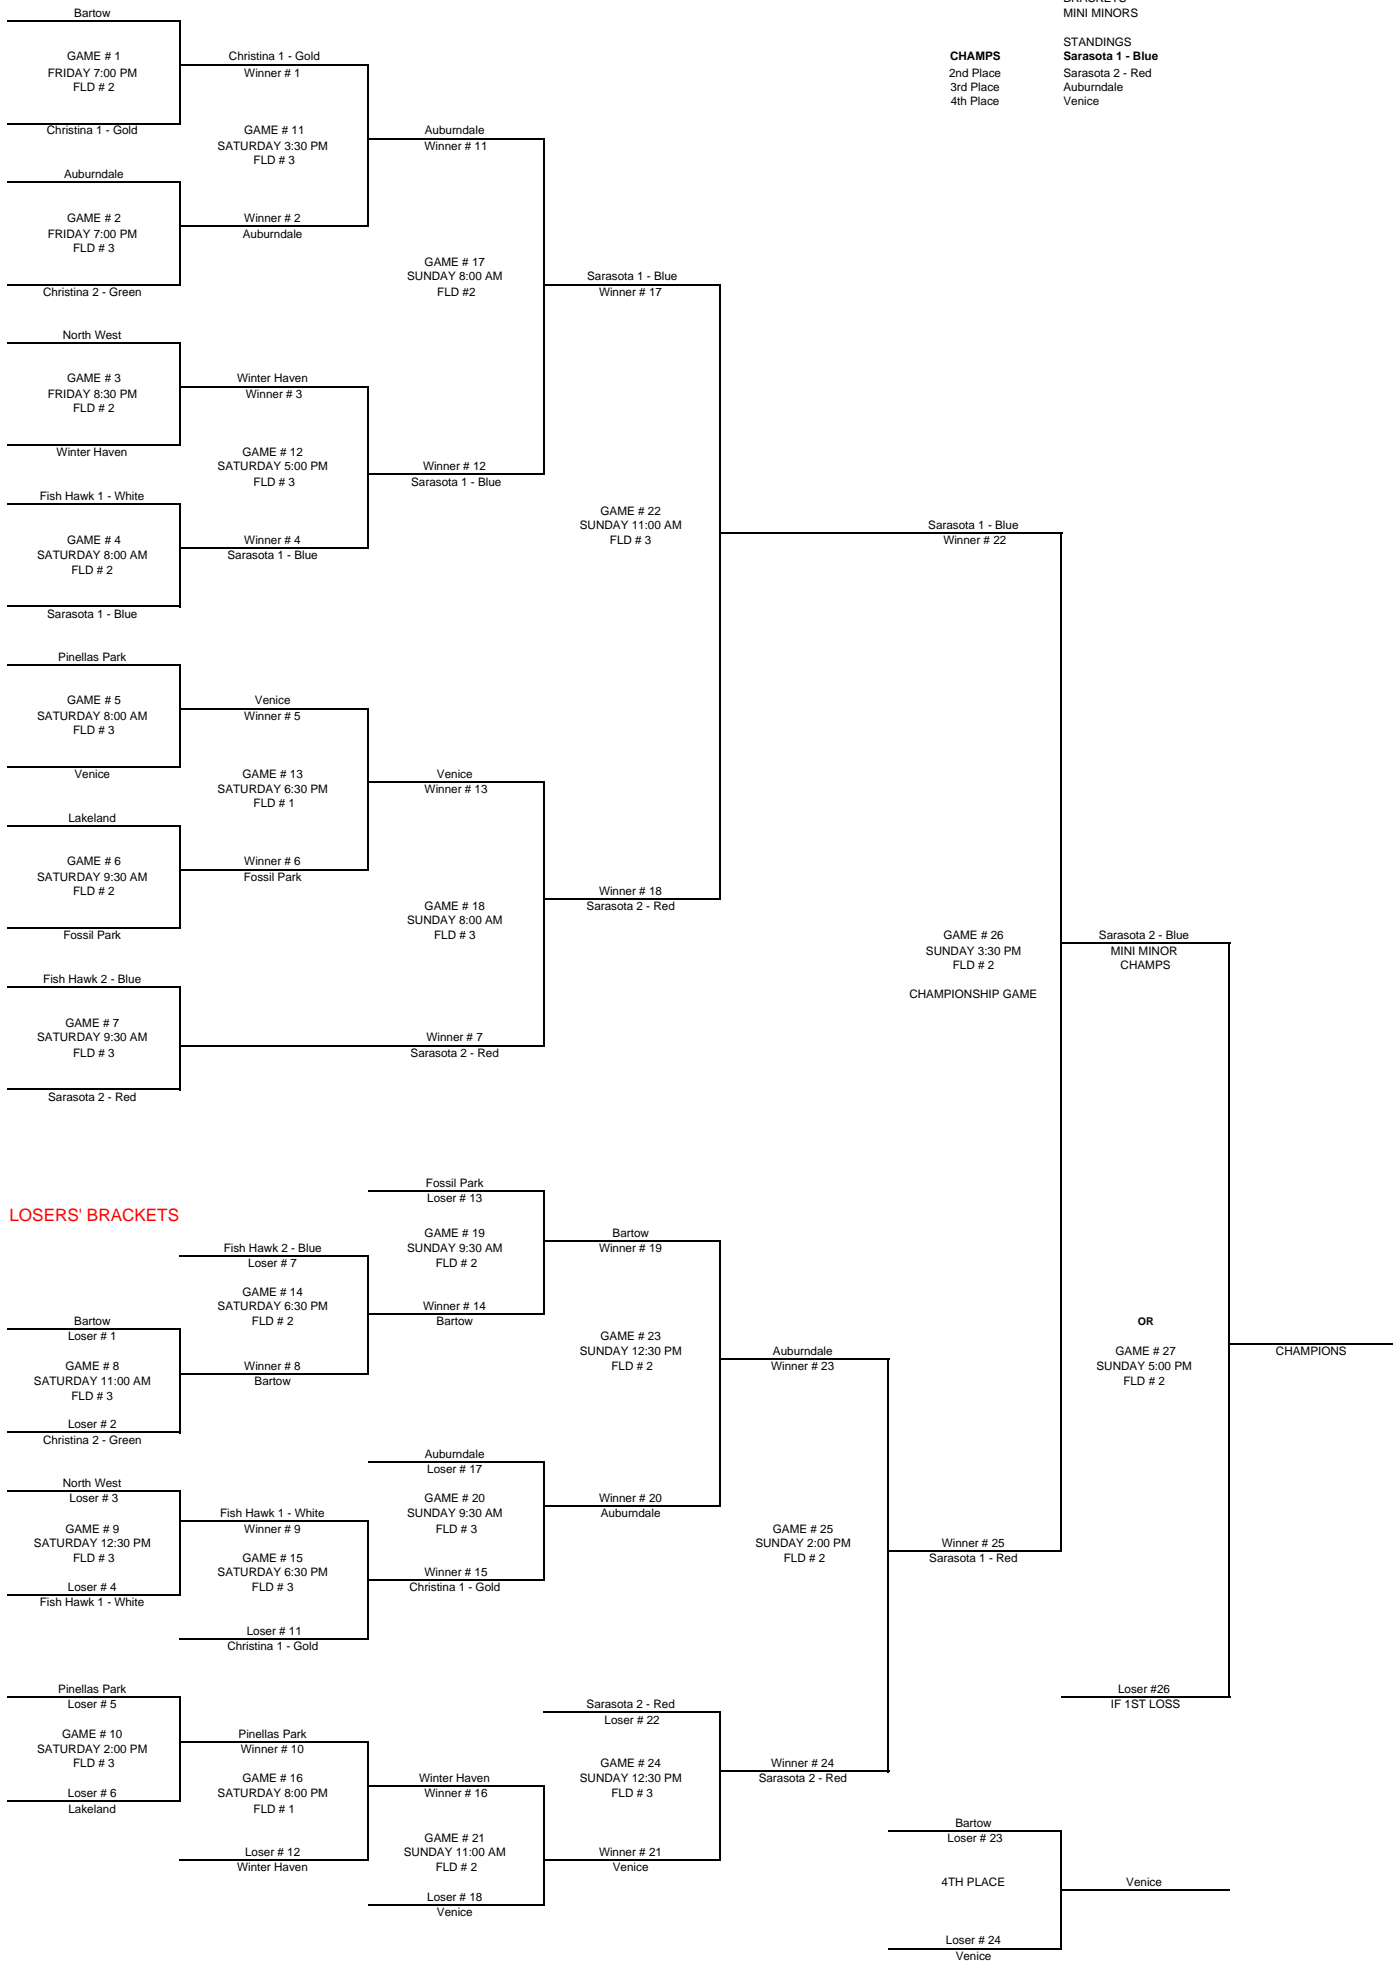 BRACKETS
MINI MINORS
STANDINGS
CHAMPS Sarasota 1 - Blue
2nd Place Sarasota 2 - Red
3rd Place Auburndale
4th Place Venice
Bartow
GAME # 1
FRIDAY 7:00 PM
FLD # 2
Christina 1 - Gold
Auburndale
GAME # 2
FRIDAY 7:00 PM
FLD # 3
Christina 2 - Green
North West
GAME # 3
FRIDAY 8:30 PM
FLD # 2
Winter Haven
Fish Hawk 1 - White
GAME # 4
SATURDAY 8:00 AM
FLD # 2
Sarasota 1 - Blue
Pinellas Park
GAME # 5
SATURDAY 8:00 AM
FLD # 3
Venice
Lakeland
GAME # 6
SATURDAY 9:30 AM
FLD # 2
Fossil Park
Fish Hawk 2 - Blue
GAME # 7
SATURDAY 9:30 AM
FLD # 3
Sarasota 2 - Red
Christina 1 - Gold
Winner # 1
GAME # 11
SATURDAY 3:30 PM
FLD # 3
Winner # 2
Auburndale
Winter Haven
Winner # 3
GAME # 12
SATURDAY 5:00 PM
FLD # 3
Winner # 4
Sarasota 1 - Blue
Venice
Winner # 5
GAME # 13
SATURDAY 6:30 PM
FLD # 1
Winner # 6
Fossil Park
Auburndale
Winner # 11
GAME # 17
SUNDAY 8:00 AM
FLD #2
Winner # 12
Sarasota 1 - Blue
Venice
Winner # 13
GAME # 18
SUNDAY 8:00 AM
FLD # 3
Winner # 7
Sarasota 2 - Red
Sarasota 1 - Blue
Winner # 17
GAME # 22
SUNDAY 11:00 AM
FLD # 3
Winner # 18
Sarasota 2 - Red
Sarasota 1 - Blue
Winner # 22
GAME # 26
SUNDAY 3:30 PM
FLD # 2
CHAMPIONSHIP GAME
Sarasota 2 - Blue
MINI MINOR
CHAMPS
LOSERS' BRACKETS
Bartow
Loser # 1
GAME # 8
SATURDAY 11:00 AM
FLD # 3
Loser # 2
Christina 2 - Green
North West
Loser # 3
GAME # 9
SATURDAY 12:30 PM
FLD # 3
Loser # 4
Fish Hawk 1 - White
Pinellas Park
Loser # 5
GAME # 10
SATURDAY 2:00 PM
FLD # 3
Loser # 6
Lakeland
Fish Hawk 2 - Blue
Loser # 7
GAME # 14
SATURDAY 6:30 PM
FLD # 2
Winner # 8
Bartow
Fish Hawk 1 - White
Winner # 9
GAME # 15
SATURDAY 6:30 PM
FLD # 3
Loser # 11
Christina 1 - Gold
Pinellas Park
Winner # 10
GAME # 16
SATURDAY 8:00 PM
FLD # 1
Loser # 12
Winter Haven
Fossil Park
Loser # 13
GAME # 19
SUNDAY 9:30 AM
FLD # 2
Winner # 14
Bartow
Auburndale
Loser # 17
GAME # 20
SUNDAY 9:30 AM
FLD # 3
Winner # 15
Christina 1 - Gold
Winter Haven
Winner # 16
GAME # 21
SUNDAY 11:00 AM
FLD # 2
Loser # 18
Venice
Bartow
Winner # 19
GAME # 23
SUNDAY 12:30 PM
FLD # 2
Winner # 20
Auburndale
Sarasota 2 - Red
Loser # 22
GAME # 24
SUNDAY 12:30 PM
FLD # 3
Winner # 21
Venice
Auburndale
Winner # 23
GAME # 25
SUNDAY 2:00 PM
FLD # 2
Winner # 24
Sarasota 2 - Red
Winner # 25
Sarasota 1 - Red
OR
GAME # 27
SUNDAY 5:00 PM
FLD # 2
CHAMPIONS
Loser #26
IF 1ST LOSS
Bartow
Loser # 23
4TH PLACE
Venice
Loser # 24
Venice